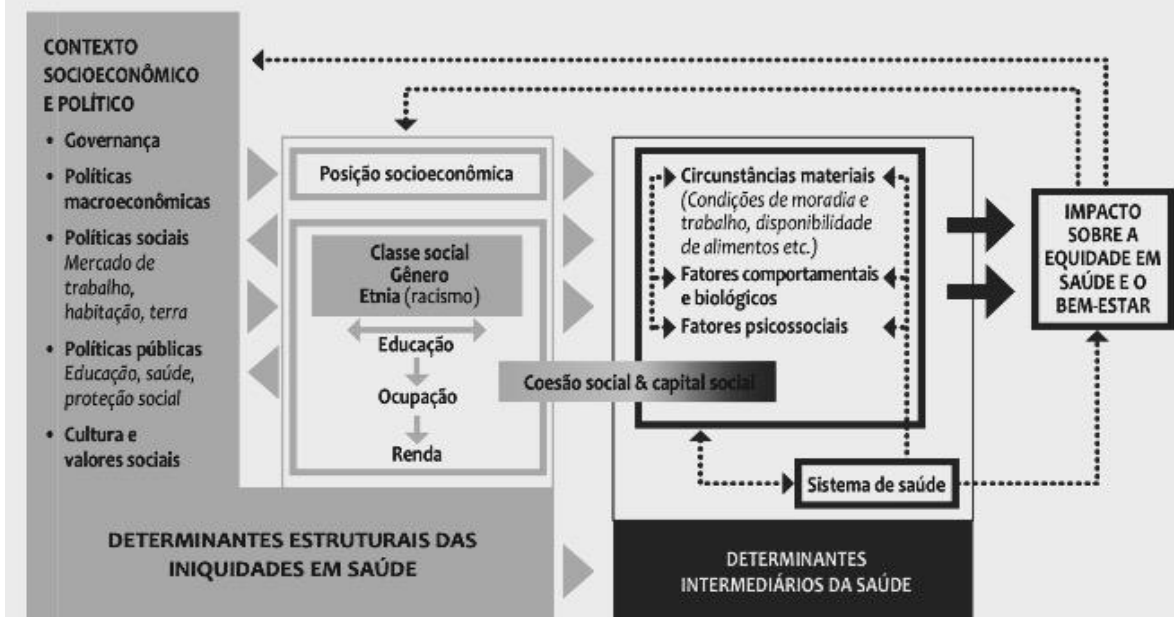 CONTEXTO
SOCIOECONÔMICO
E POLÍTICO
• Governança
• Políticas
macroeconômicas
• Políticas sociais
Mercado de
trabalho,
habitação, terra
• Políticas públicas
Educação, saúde,
proteção social
• Cultura e
valores sociais
Posição socioeconômica
Classe social
Gênero
Etnia (racismo)
Educação
Ocupação
Renda
Coesão social & capital social
Circunstâncias materiais
(Condições de moradia e
trabalho, disponibilidade
de alimentos etc.)
Fatores comportamentais
e biológicos
Fatores psicossociais
Sistema de saúde
IMPACTO
SOBRE A
EQUIDADE EM
SAÚDE E O
BEM-ESTAR
DETERMINANTES ESTRUTURAIS DAS
INIQUIDADES EM SAÚDE
DETERMINANTES
INTERMEDIÁRIOS DA SAÚDE